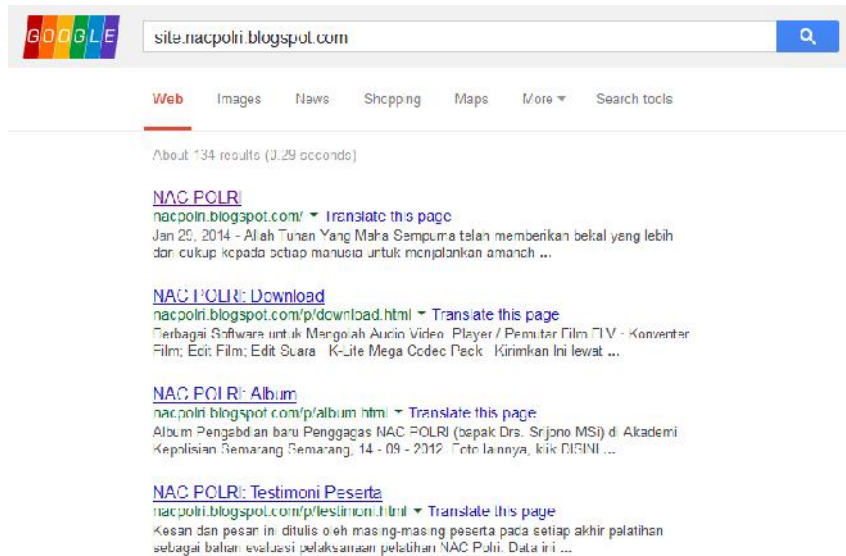 GOOGLE
site:nacpolri.blogspot.com
Web Images News Shopping Maps More Search tools
About 134 results (0.29 seconds)
NAC POLRI
nacpolri.blogspot.com/ Translate this page
Jan 29, 2014 - Allah Tuhan Yang Maha Sempurna telah memberikan bekal yang lebih
dari cukup kepada setiap manusia untuk menjalankan amanah ...
NAC POLRI: Download
nacpolri.blogspot.com/p/download.html Translate this page
Berbagai Software untuk Mengolah Audio Video. Player / Pemutar Film FLV - Konventer
Film; Edit Film; Edit Suara K-Lite Mega Codec Pack Kirimkan Ini lewat ...
NAC POLRI: Album
nacpolri.blogspot.com/p/album.html Translate this page
Album Pengabdian baru Penggagas NAC POLRI (bapak Drs. Srijono MSi) di Akademi
Kepolisian Semarang Semarang, 14 - 09 - 2012. Foto lainnya, klik DISINI ...
NAC POLRI: Testimoni Peserta
nacpolri.blogspot.com/p/testimoni.html Translate this page
Kesan dan pesan ini ditulis oleh masing-masing peserta pada setiap akhir pelatihan
sebagai bahan evaluasi pelaksanaan pelatihan NAC Polri. Data ini ...